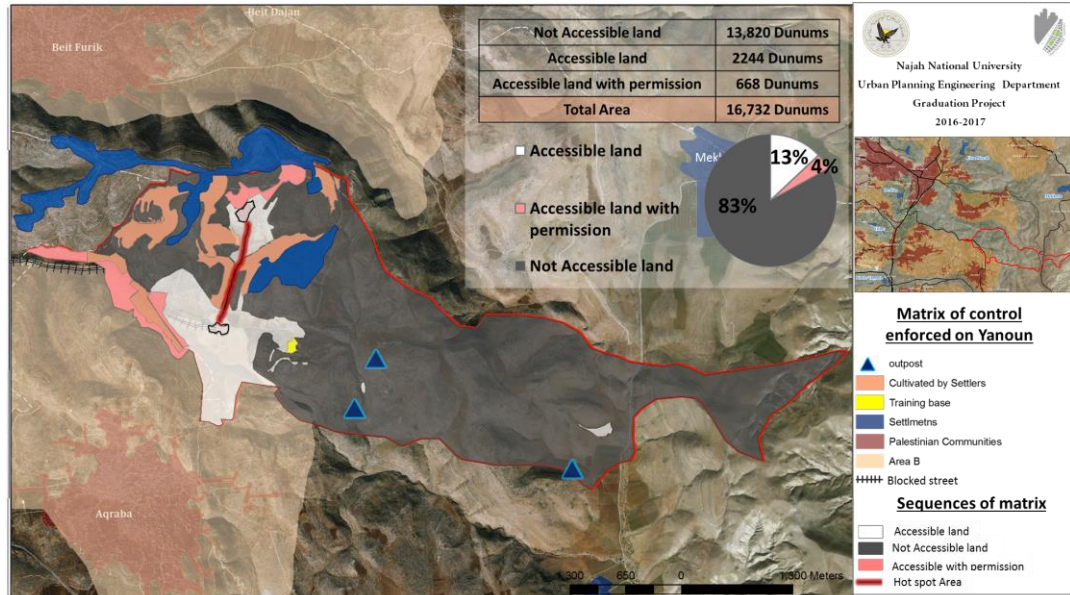 Beit Dajan
Beit Furik
Not Accessible land 13,820 Dunums
Accessible land 2244 Dunums
Accessible land with permission 668 Dunums
Total Area 16,732 Dunums
Accessible land
Accessible land with
permission
Not Accessible land
13%
4%
83%
Aqraba
1,300 650 0 1,300 Meters
Najah National University
Urban Planning Engineering Department
Graduation Project
2016-2017
Matrix of control
enforced on Yanoun
outpost
Cultivated by Settlers
Training base
Settlmetns
Palestinian Communities
Area B
Blocked street
Sequences of matrix
Accessible land
Not Accessible land
Accessible with permission
Hot spot Area